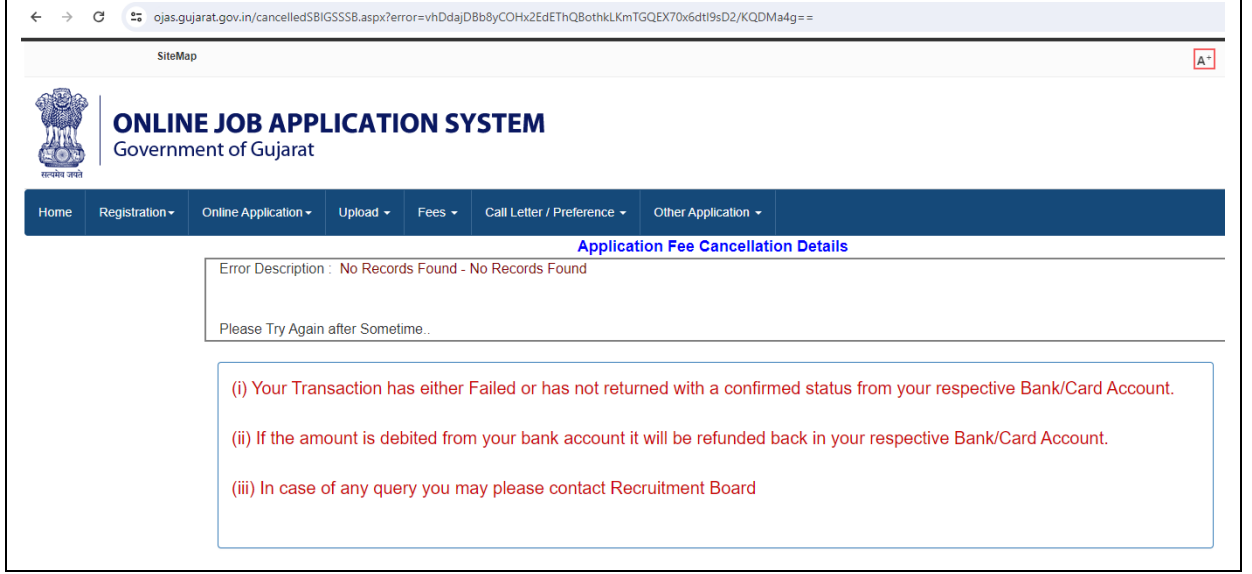 ojas.gujarat.gov.in/cancelledSBIGSSSB.aspx?error=vhDdajDBb8yCOHx2EdEThQBothkLKmTGQEX70x6dtI9sD2/KQDMa4g==
SiteMap
A+
ONLINE JOB APPLICATION SYSTEM
Government of Gujarat
सत्यमेव जयते
Home Registration Online Application Upload Fees Call Letter / Preference Other Application
Application Fee Cancellation Details
Error Description : No Records Found - No Records Found
Please Try Again after Sometime..
(i) Your Transaction has either Failed or has not returned with a confirmed status from your respective Bank/Card Account.
(ii) If the amount is debited from your bank account it will be refunded back in your respective Bank/Card Account.
(iii) In case of any query you may please contact Recruitment Board